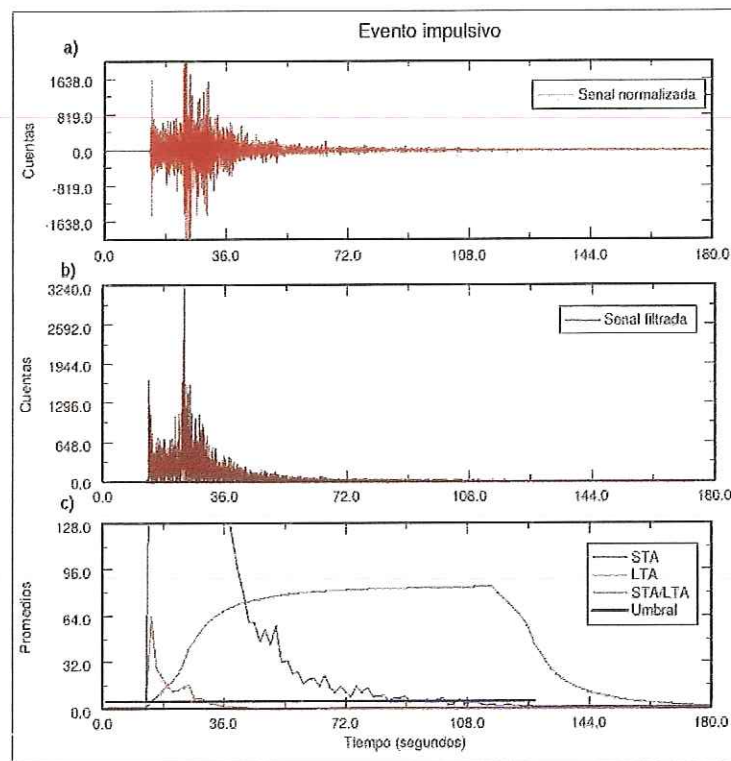 Evento impulsivo
a)
1638.0
819.0
0.0
-819.0
-1638.0
Cuentas
Senal normalizada
0.0 36.0 72.0 108.0 144.0 180.0
b)
3240.0
2592.0
1944.0
1296.0
648.0
0.0
Cuentas
Senal filtrada
0.0 36.0 72.0 108.0 144.0 180.0
c)
128.0
96.0
64.0
32.0
0.0
Promedios
STA
LTA
STA/LTA
Umbral
0.0 36.0 72.0 108.0 144.0 180.0
Tiempo (segundos)